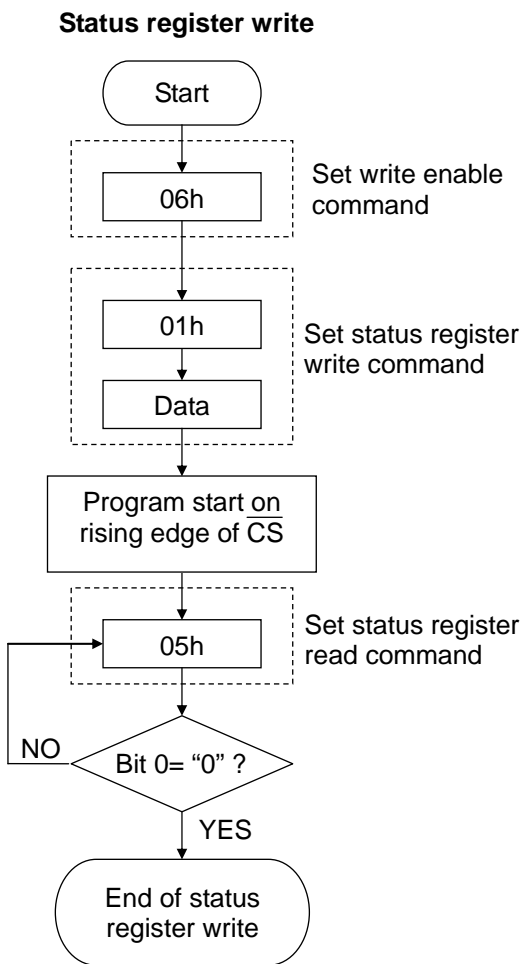 Status register write
Start
06h
Set write enable
command
01h
Data
Set status register
write command
Program start on
rising edge of C̅S̅
05h
Set status register
read command
Bit 0= “0” ?
NO
YES
End of status
register write